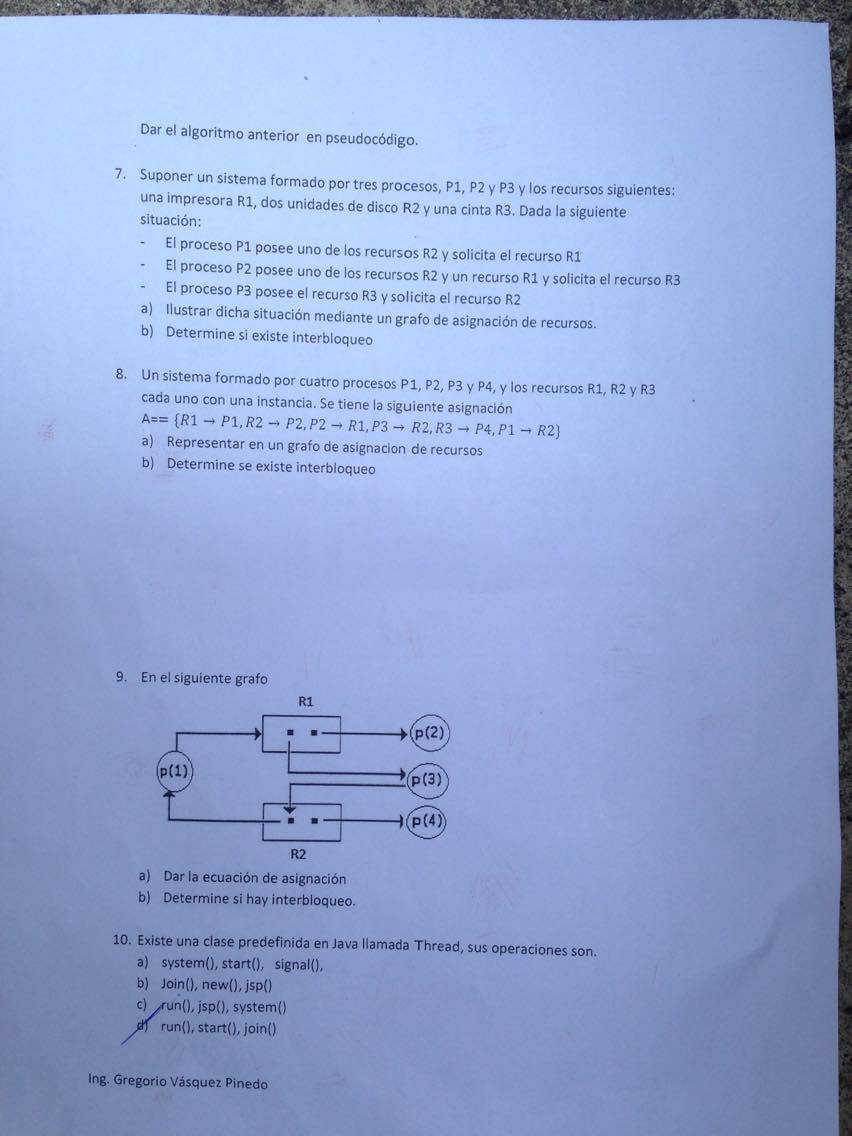 Dar el algoritmo anterior en pseudocódigo.
7. Suponer un sistema formado por tres procesos, P1, P2 y P3 y los recursos siguientes:
una impresora R1, dos unidades de disco R2 y una cinta R3. Dada la siguiente
situación:
- El proceso P1 posee uno de los recursos R2 y solicita el recurso R1
- El proceso P2 posee uno de los recursos R2 y un recurso R1 y solicita el recurso R3
- El proceso P3 posee el recurso R3 y solicita el recurso R2
a) Ilustrar dicha situación mediante un grafo de asignación de recursos.
b) Determine si existe interbloqueo
8. Un sistema formado por cuatro procesos P1, P2, P3 y P4, y los recursos R1, R2 y R3
cada uno con una instancia. Se tiene la siguiente asignación
A== {R1 → P1, R2 → P2, P2 → R1, P3 → R2, R3 → P4, P1 → R2}
a) Representar en un grafo de asignacion de recursos
b) Determine se existe interbloqueo
9. En el siguiente grafo
R1
p(2)
p(1)
p(3)
p(4)
R2
a) Dar la ecuación de asignación
b) Determine si hay interbloqueo.
10. Existe una clase predefinida en Java llamada Thread, sus operaciones son.
a) system(), start(), signal(),
b) Join(), new(), jsp()
c) run(), jsp(), system()
d) run(), start(), join()
Ing. Gregorio Vásquez Pinedo